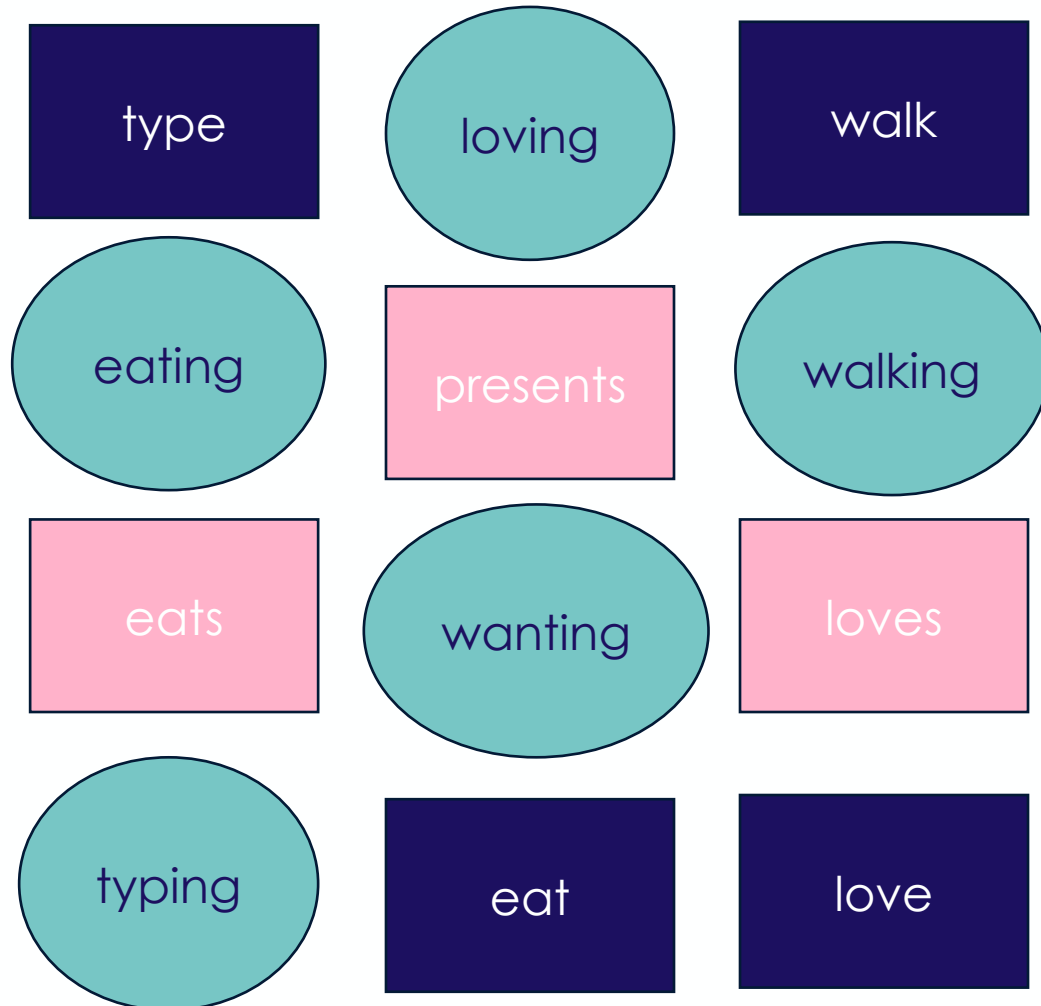 type
loving
walk
eating
presents
walking
eats
wanting
loves
typing
eat
love